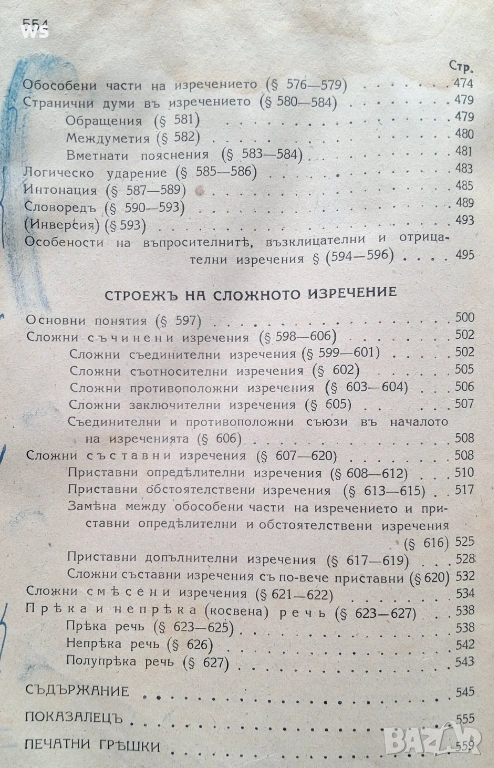 554
ws
Стр.
Обособени части на изречението (§ 576—579) . . . . . . . 474
Странични думи въ изречението (§ 580—584) . . . . . . . 479
Обращения (§ 581) . . . . . . . . . . . . . 479
Междуметия (§ 582) . . . . . . . . . . . . . 480
Вметнати пояснения (§ 583—584) . . . . . . . . . 481
Логическо ударение (§ 585—586) . . . . . . . . . . . 483
Интонация (§ 587—589) . . . . . . . . . . . . . . 485
Словоредъ (§ 590—593) . . . . . . . . . . . . . . 489
(Инверсия) (§ 593) . . . . . . . . . . . . . . . 493
Особености на въпросителнитѣ, възклицателни и отрица-
телни изречения § (594—596) . . . . 495
СТРОЕЖЪ НА СЛОЖНОТО ИЗРЕЧЕНИЕ
Основни понятия (§ 597) . . . . . . . . . . . . . 500
Сложни съчинени изречения (§ 598—606) . . . . . . . . 502
Сложни съединителни изречения (§ 599—601) . . . . 502
Сложни съотносителни изречения (§ 602) . . . . . . 505
Сложни противоположни изречения (§ 603—604) . . . 506
Сложни заключителни изречения (§ 605) . . . . . . 507
Съединителни и противоположни съюзи въ началото
на изреченията (§ 606) . . . . . . . . . . . 508
Сложни съставни изречения (§ 607—620) . . . . . . . . 508
Приставни опредѣлителни изречения (§ 608—612) . . 510
Приставни обстоятелствени изречения (§ 613—615) . . 517
Замѣна между обособени части на изречението и при-
ставни опредѣлителни и обстоятелствени изречения
(§ 616) 525
Приставни допълнителни изречения (§ 617—619) . . . 528
Сложни съставни изречения съ по-вече приставни (§ 620) 532
Сложни смѣсени изречения (§ 621—622) . . . . . . . . 534
Прѣка и непрѣка (косвена) речь (§ 623—627) . . . . . . 538
Прѣка речь (§ 623—625) . . . . . . . . . . . 538
Непрѣка речь (§ 626) . . . . . . . . . . . . 542
Полупрѣка речь (§ 627) . . . . . . . . . . . 543
СЪДЪРЖАНИЕ . . . . . . . . . . . . . . . . 545
ПОКАЗАЛЕЦЪ . . . . . . . . . . . . . . . . 555
ПЕЧАТНИ ГРѢШКИ . . . . . . . . . . . . . . 559
BAZAR